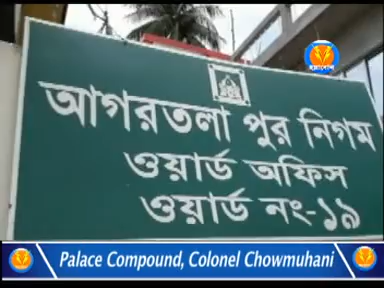 আগরতলা পুর নিগম
ওয়ার্ড অফিস
ওয়ার্ড নং-১৯
Palace Compound, Colonel Chowmuhani